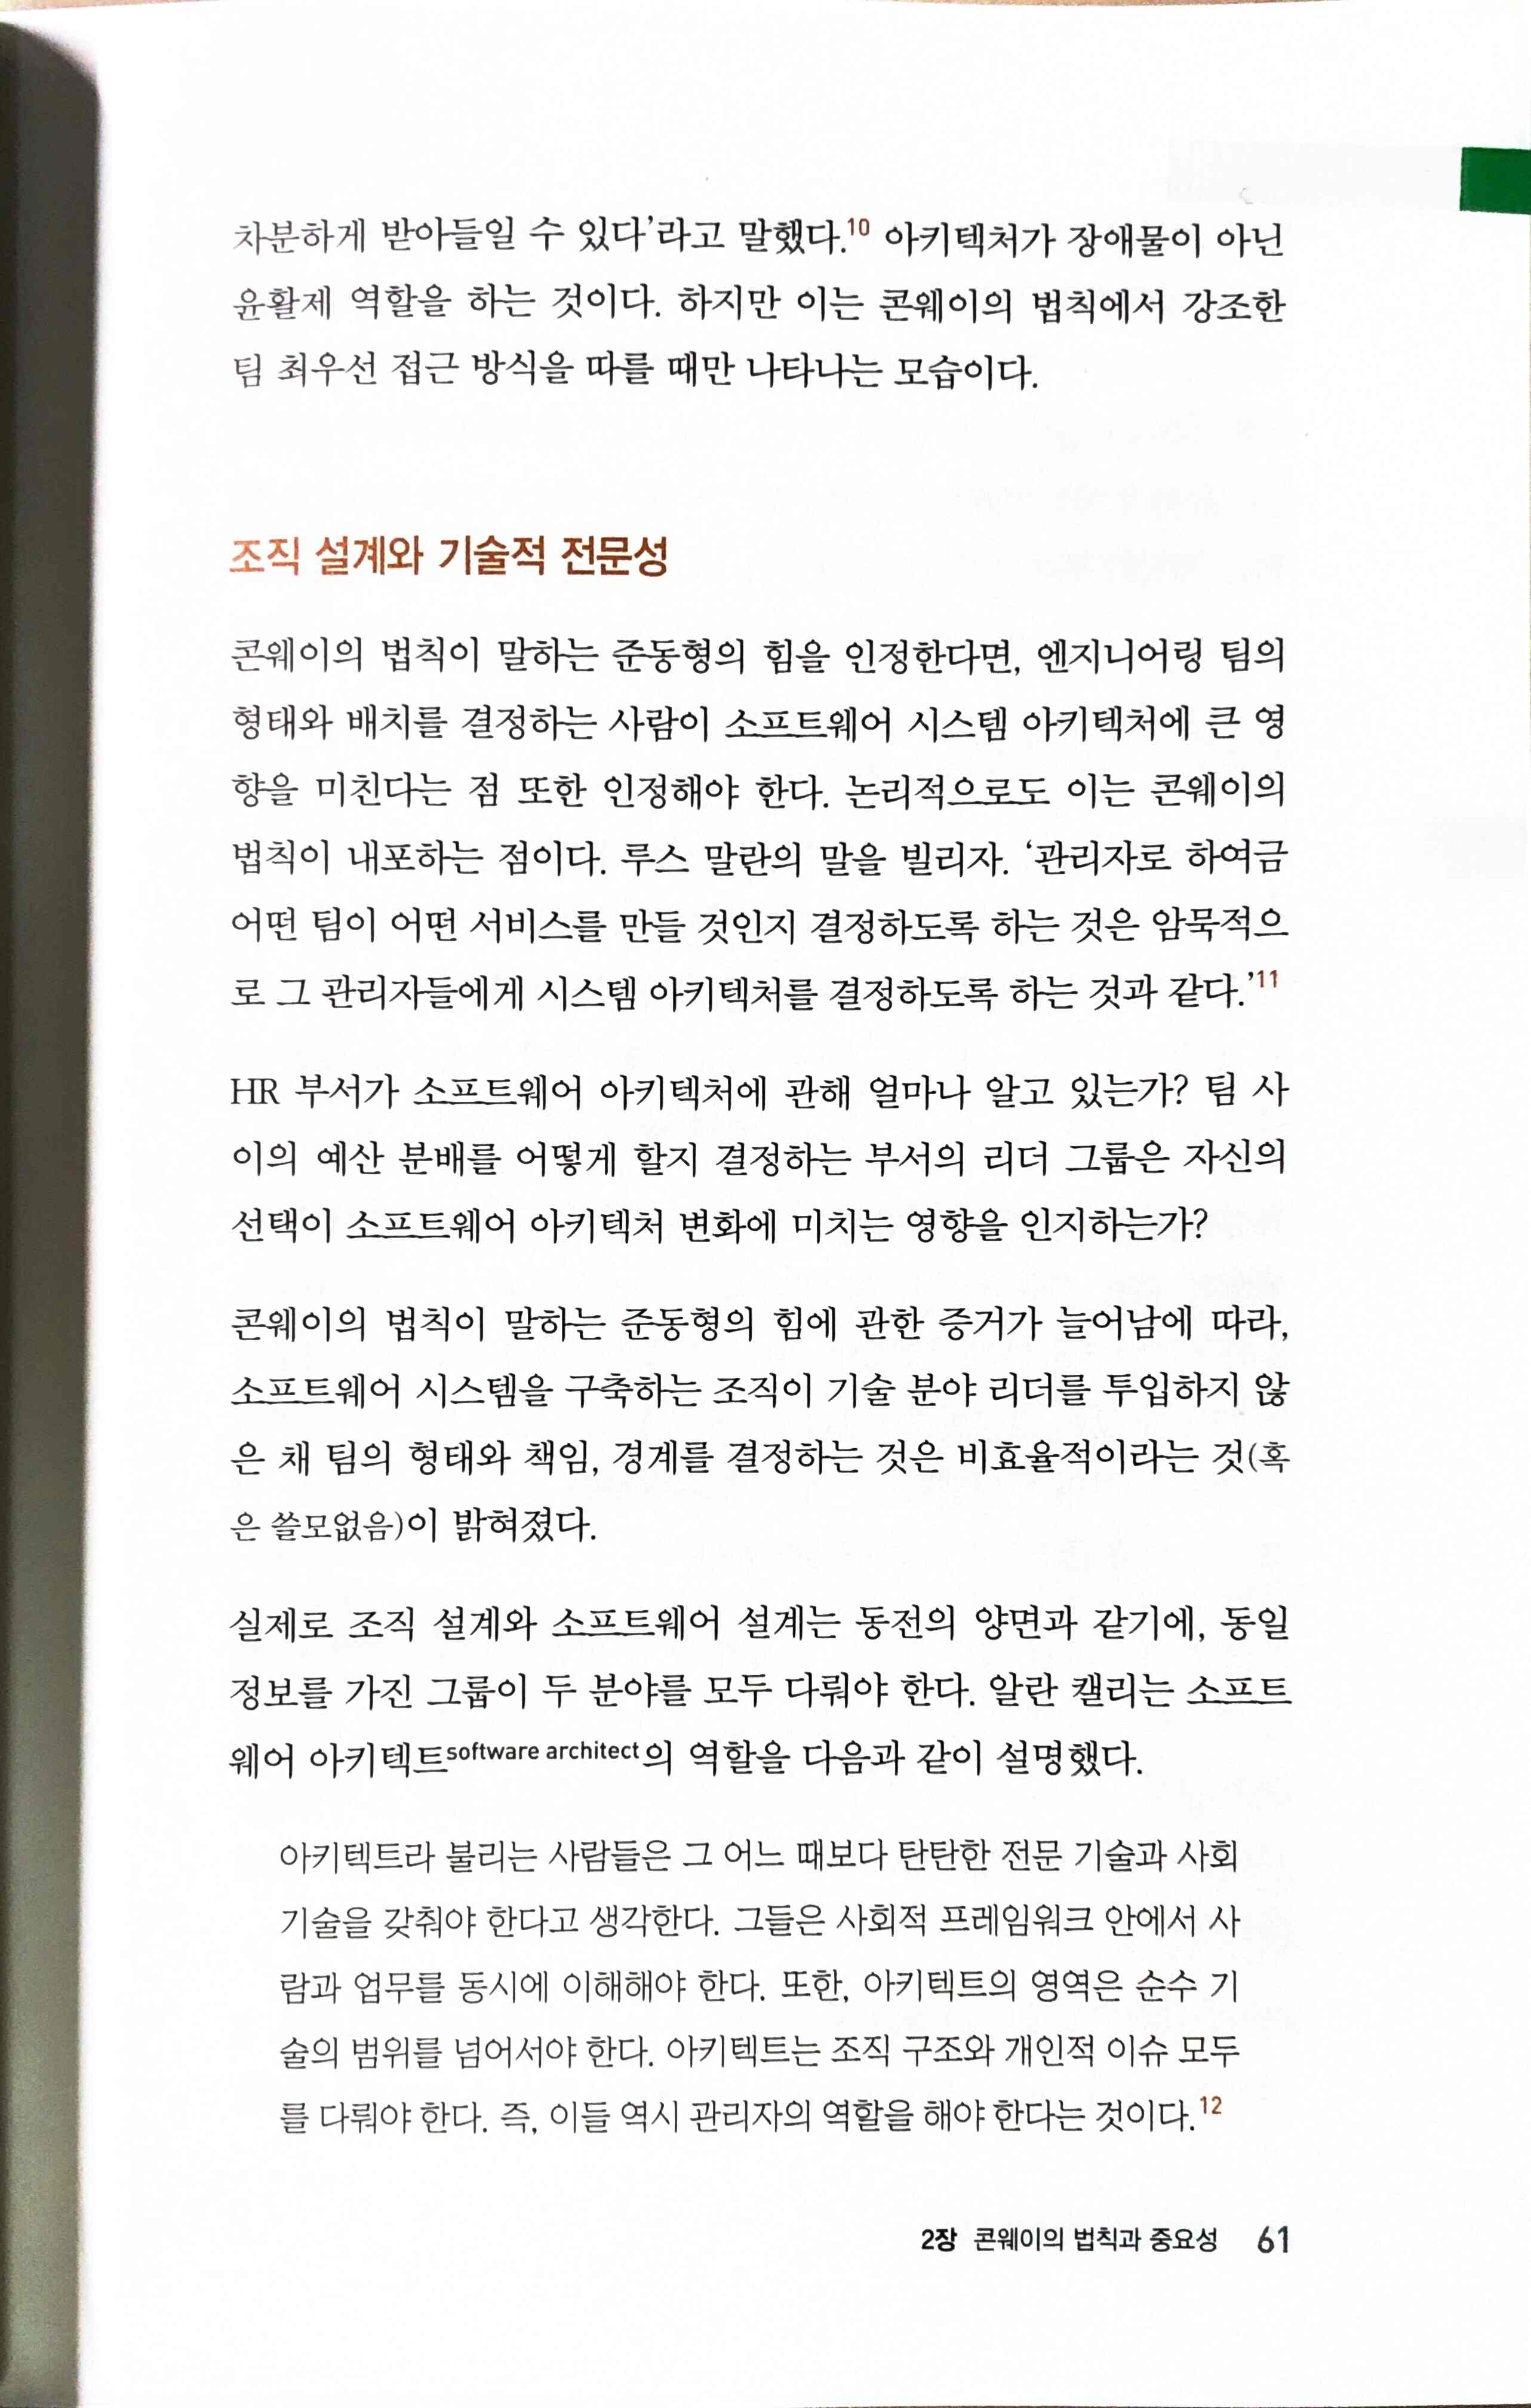 차분하게 받아들일 수 있다’라고 말했다.10 아키텍처가 장애물이 아닌
윤활제 역할을 하는 것이다. 하지만 이는 콘웨이의 법칙에서 강조한
팀 최우선 접근 방식을 따를 때만 나타나는 모습이다.
조직 설계와 기술적 전문성
콘웨이의 법칙이 말하는 준동형의 힘을 인정한다면, 엔지니어링 팀의
형태와 배치를 결정하는 사람이 소프트웨어 시스템 아키텍처에 큰 영
향을 미친다는 점 또한 인정해야 한다. 논리적으로도 이는 콘웨이의
법칙이 내포하는 점이다. 루스 말란의 말을 빌리자. ‘관리자로 하여금
어떤 팀이 어떤 서비스를 만들 것인지 결정하도록 하는 것은 암묵적으
로 그 관리자들에게 시스템 아키텍처를 결정하도록 하는 것과 같다.’11
HR 부서가 소프트웨어 아키텍처에 관해 얼마나 알고 있는가? 팀 사
이의 예산 분배를 어떻게 할지 결정하는 부서의 리더 그룹은 자신의
선택이 소프트웨어 아키텍처 변화에 미치는 영향을 인지하는가?
콘웨이의 법칙이 말하는 준동형의 힘에 관한 증거가 늘어남에 따라,
소프트웨어 시스템을 구축하는 조직이 기술 분야 리더를 투입하지 않
은 채 팀의 형태와 책임, 경계를 결정하는 것은 비효율적이라는 것(혹
은 쓸모없음)이 밝혀졌다.
실제로 조직 설계와 소프트웨어 설계는 동전의 양면과 같기에, 동일
정보를 가진 그룹이 두 분야를 모두 다뤄야 한다. 알란 캘리는 소프트
웨어 아키텍트software architect의 역할을 다음과 같이 설명했다.
아키텍트라 불리는 사람들은 그 어느 때보다 탄탄한 전문 기술과 사회
기술을 갖춰야 한다고 생각한다. 그들은 사회적 프레임워크 안에서 사
람과 업무를 동시에 이해해야 한다. 또한, 아키텍트의 영역은 순수 기
술의 범위를 넘어서야 한다. 아키텍트는 조직 구조와 개인적 이슈 모두
를 다뤄야 한다. 즉, 이들 역시 관리자의 역할을 해야 한다는 것이다.12
2장 콘웨이의 법칙과 중요성 61